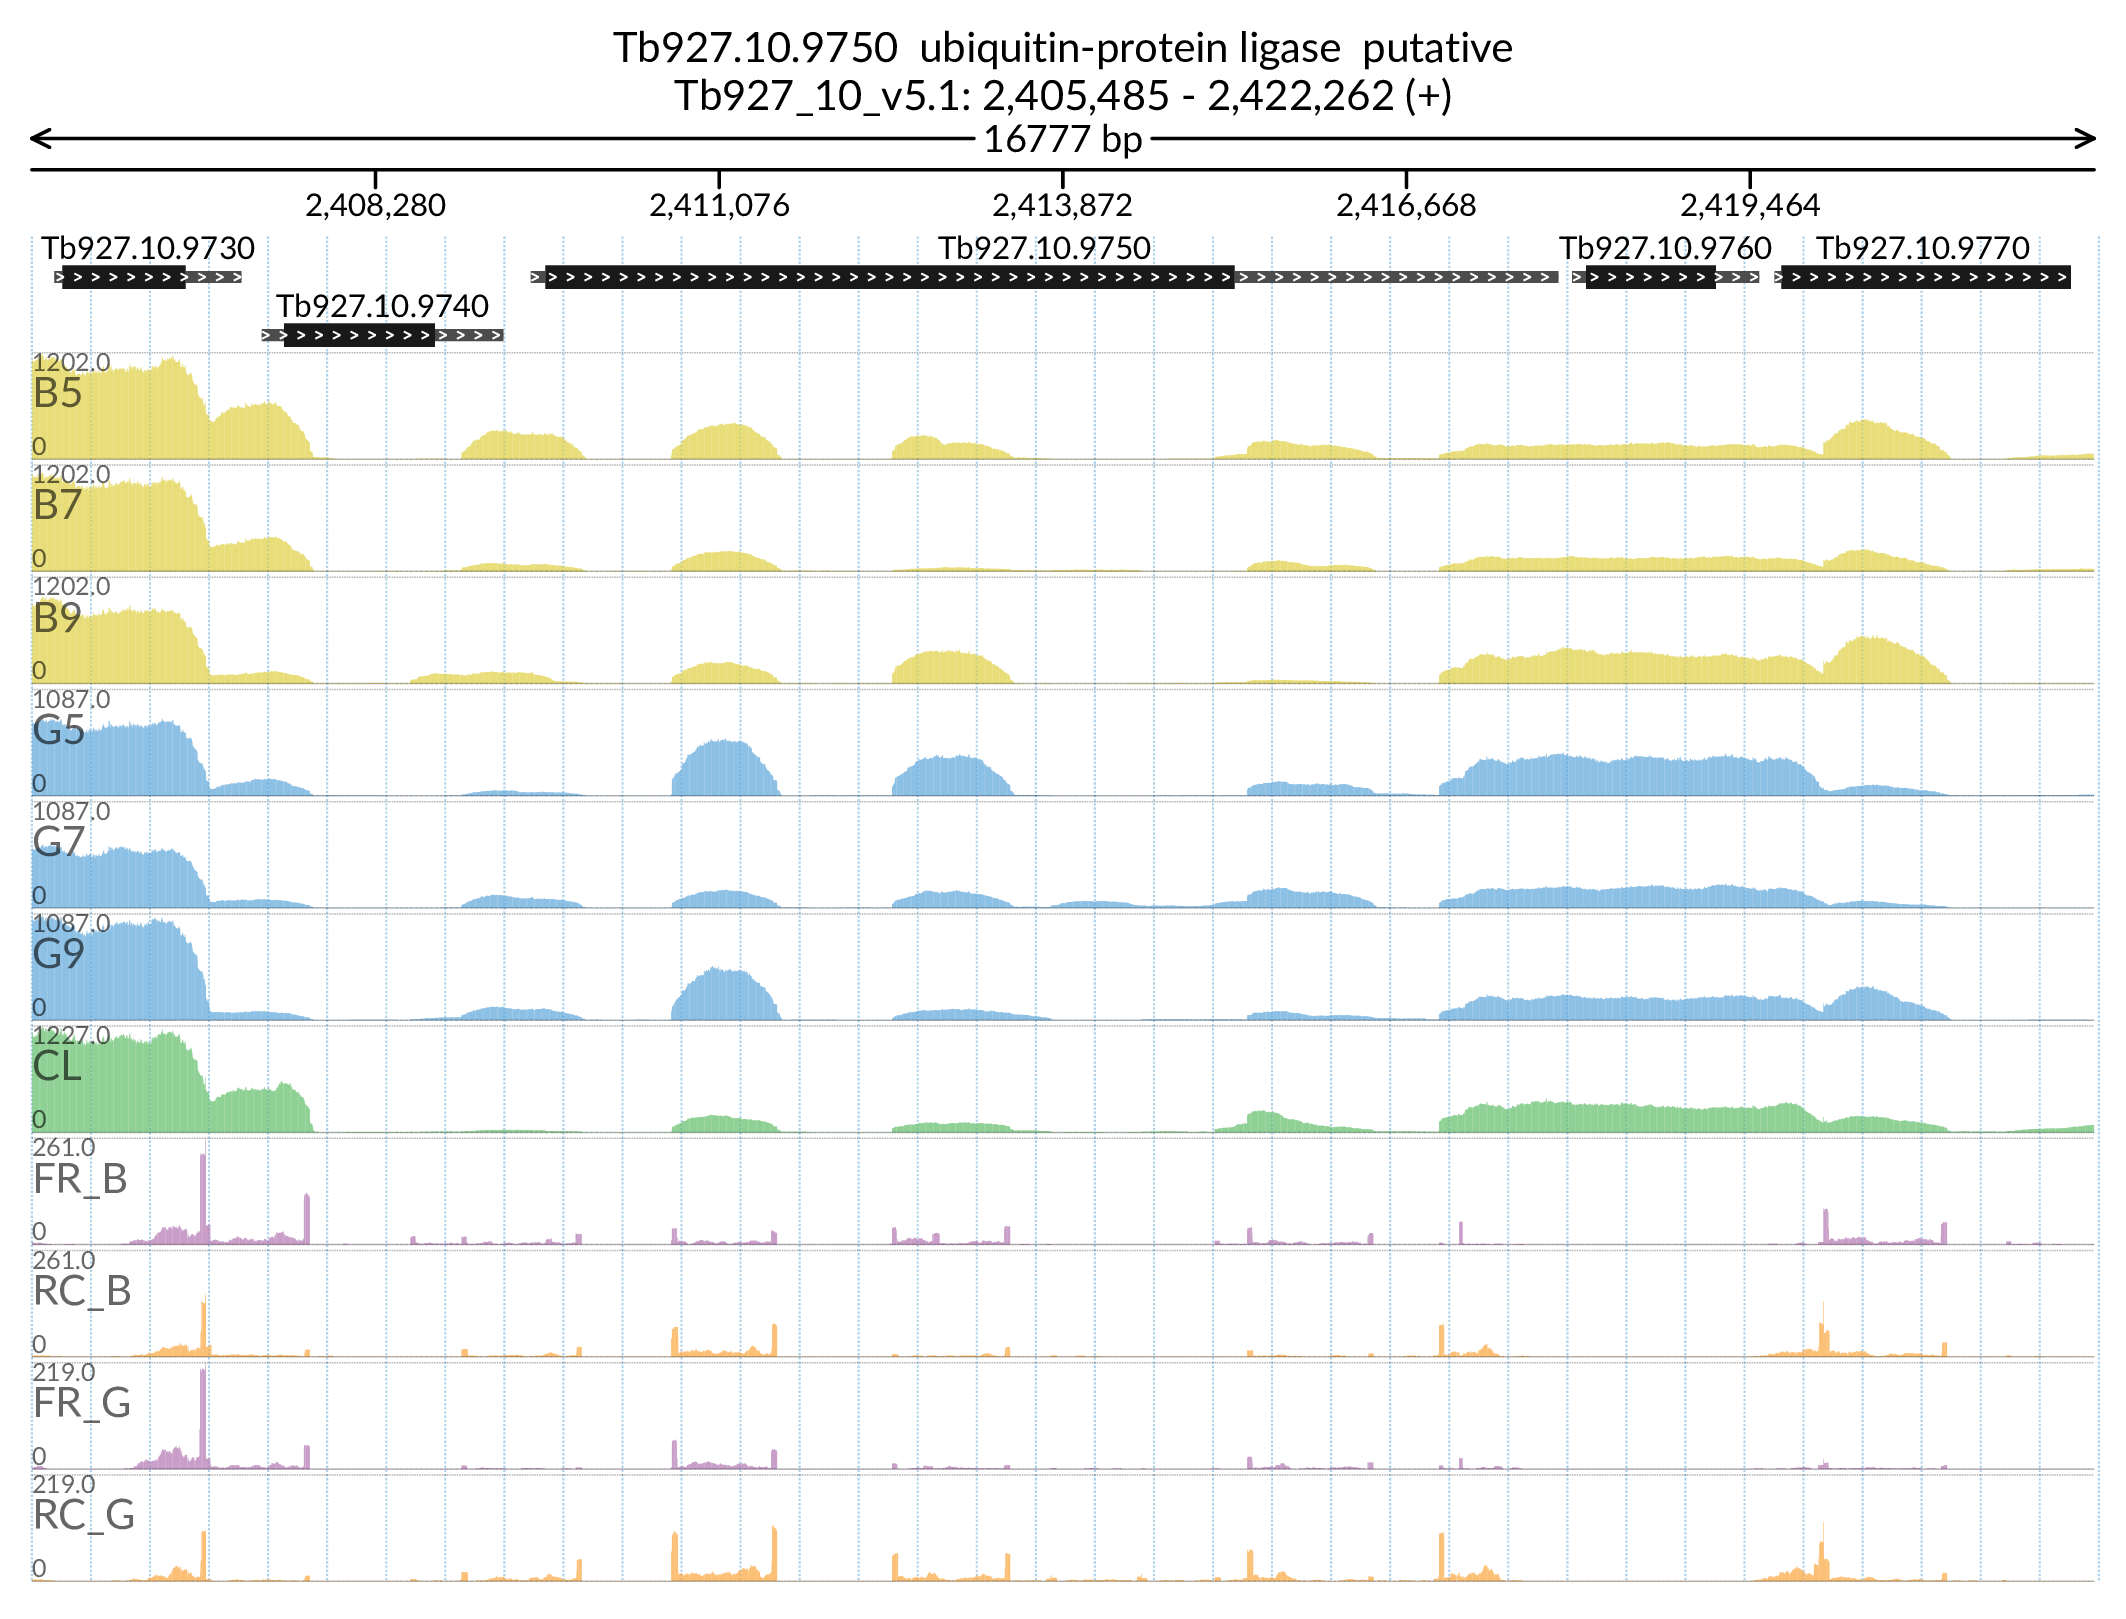 Tb927.10.9750  ubiquitin-protein ligase  putative
Tb927_10_v5.1: 2,405,485 - 2,422,262 (+)
16777 bp
2,408,280 2,411,076 2,413,872 2,416,668 2,419,464
Tb927.10.9730 Tb927.10.9750 Tb927.10.9760 Tb927.10.9770
Tb927.10.9740
1202.0
B5
0
1202.0
B7
0
1202.0
B9
0
1087.0
G5
0
1087.0
G7
0
1087.0
G9
0
1227.0
CL
0
261.0
FR_B
0
261.0
RC_B
0
219.0
FR_G
0
219.0
RC_G
0